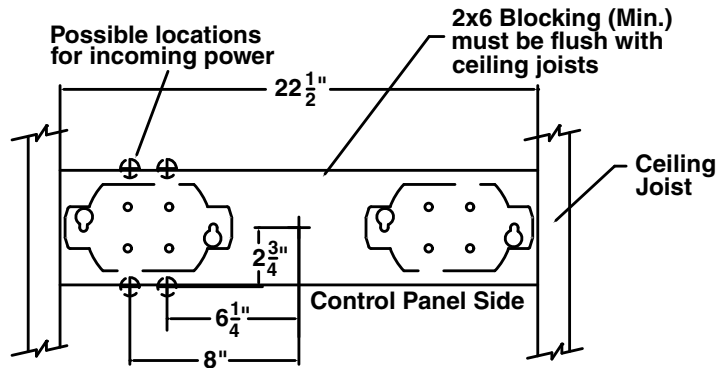 Possible locations
for incoming power
2x6 Blocking (Min.)
must be flush with
ceiling joists
22 1/2"
Ceiling
Joist
2 3/4"
Control Panel Side
6 1/4"
8"